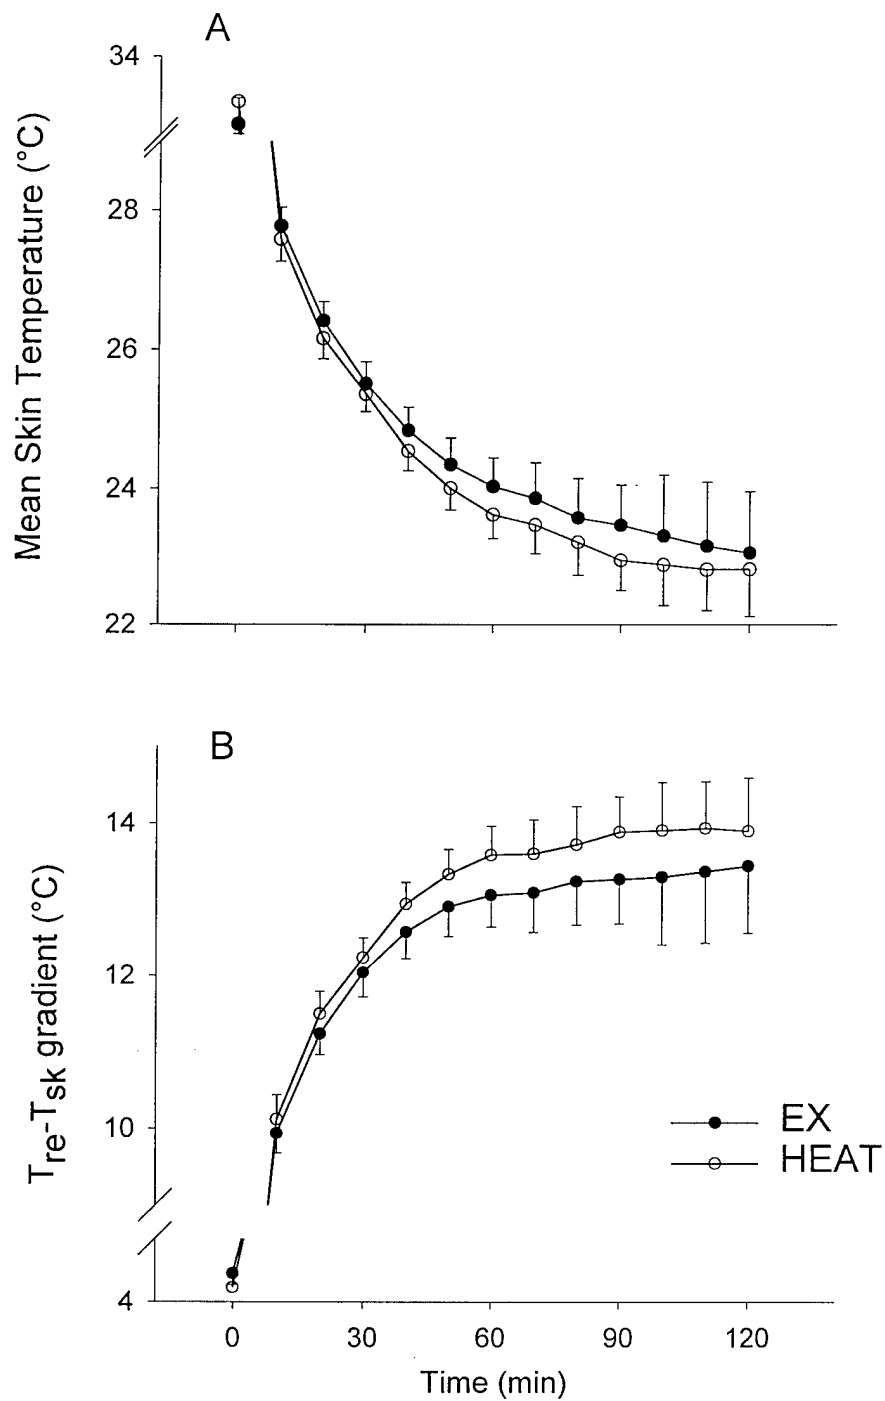 A
34
28
26
24
22
Mean Skin Temperature (°C)
B
14
12
10
4
Tre-Tsk gradient (°C)
EX
HEAT
0 30 60 90 120
Time (min)